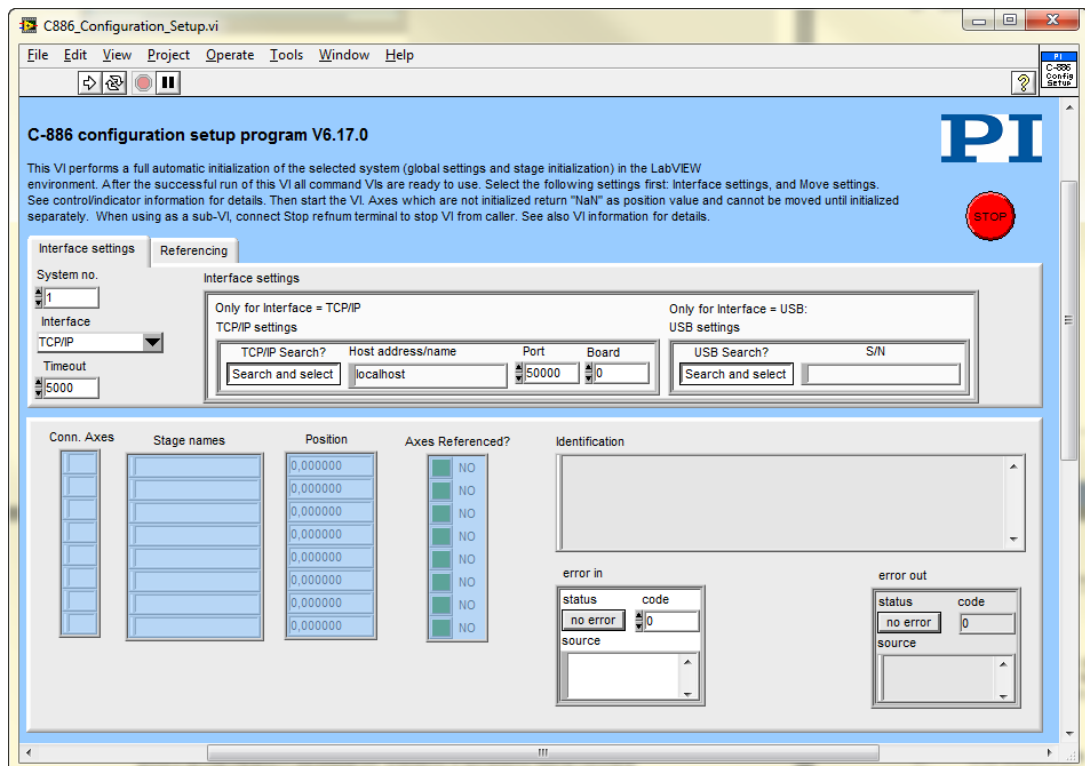 C886_Configuration_Setup.vi
File Edit View Project Operate Tools Window Help
PI
C-886
Config
Setup
C-886 configuration setup program V6.17.0
PI
This VI performs a full automatic initialization of the selected system (global settings and stage initialization) in the LabVIEW
environment. After the successful run of this VI all command VIs are ready to use. Select the following settings first: Interface settings, and Move settings.
See control/indicator information for details. Then start the VI. Axes which are not initialized return "NaN" as position value and cannot be moved until initialized
separately. When using as a sub-VI, connect Stop refnum terminal to stop VI from caller. See also VI information for details.
STOP
Interface settings Referencing
System no.
1
Interface
TCP/IP
Timeout
5000
Interface settings
Only for Interface = TCP/IP
TCP/IP settings
TCP/IP Search? Host address/name Port Board
Search and select localhost 50000 0
Only for Interface = USB:
USB settings
USB Search? S/N
Search and select
Conn. Axes Stage names Position Axes Referenced?
0,000000 NO
0,000000 NO
0,000000 NO
0,000000 NO
0,000000 NO
0,000000 NO
0,000000 NO
0,000000 NO
Identification
error in
status code
no error 0
source
error out
status code
no error 0
source